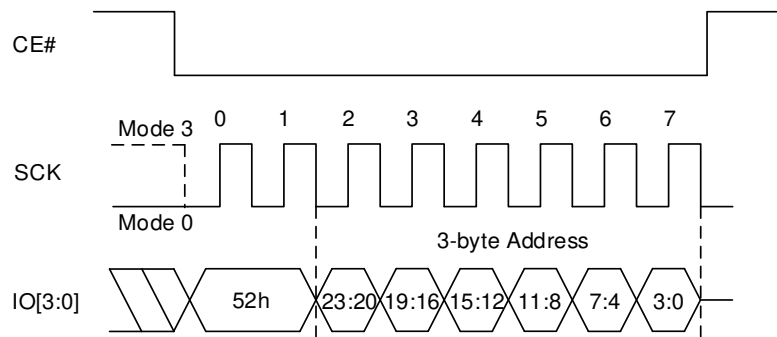 CE#
Mode 3 0 1 2 3 4 5 6 7
SCK
Mode 0
3-byte Address
IO[3:0] 52h 23:20 19:16 15:12 11:8 7:4 3:0